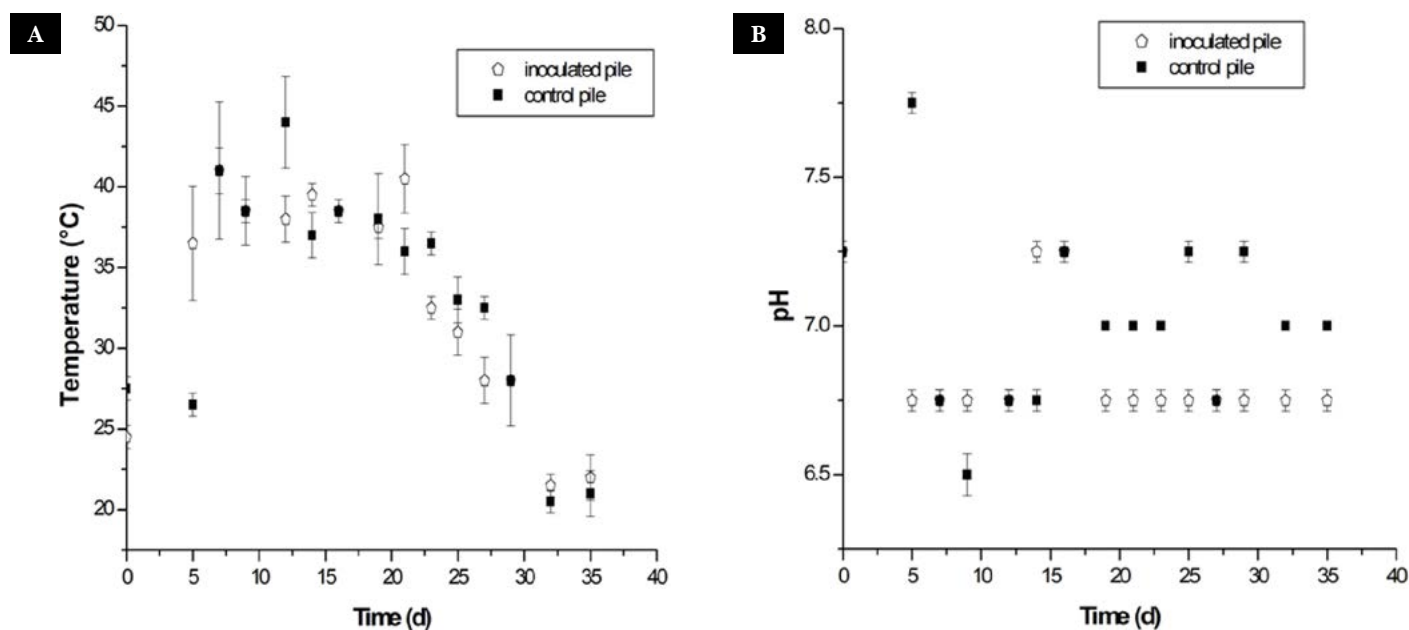 A
inoculated pile
control pile
45
40
35
30
25
20
Temperature (°C)
0 5 10 15 20 25 30 35 40
Time (d)
B
inoculated pile
control pile
8.0
7.5
7.0
6.5
pH
0 5 10 15 20 25 30 35 40
Time (d)